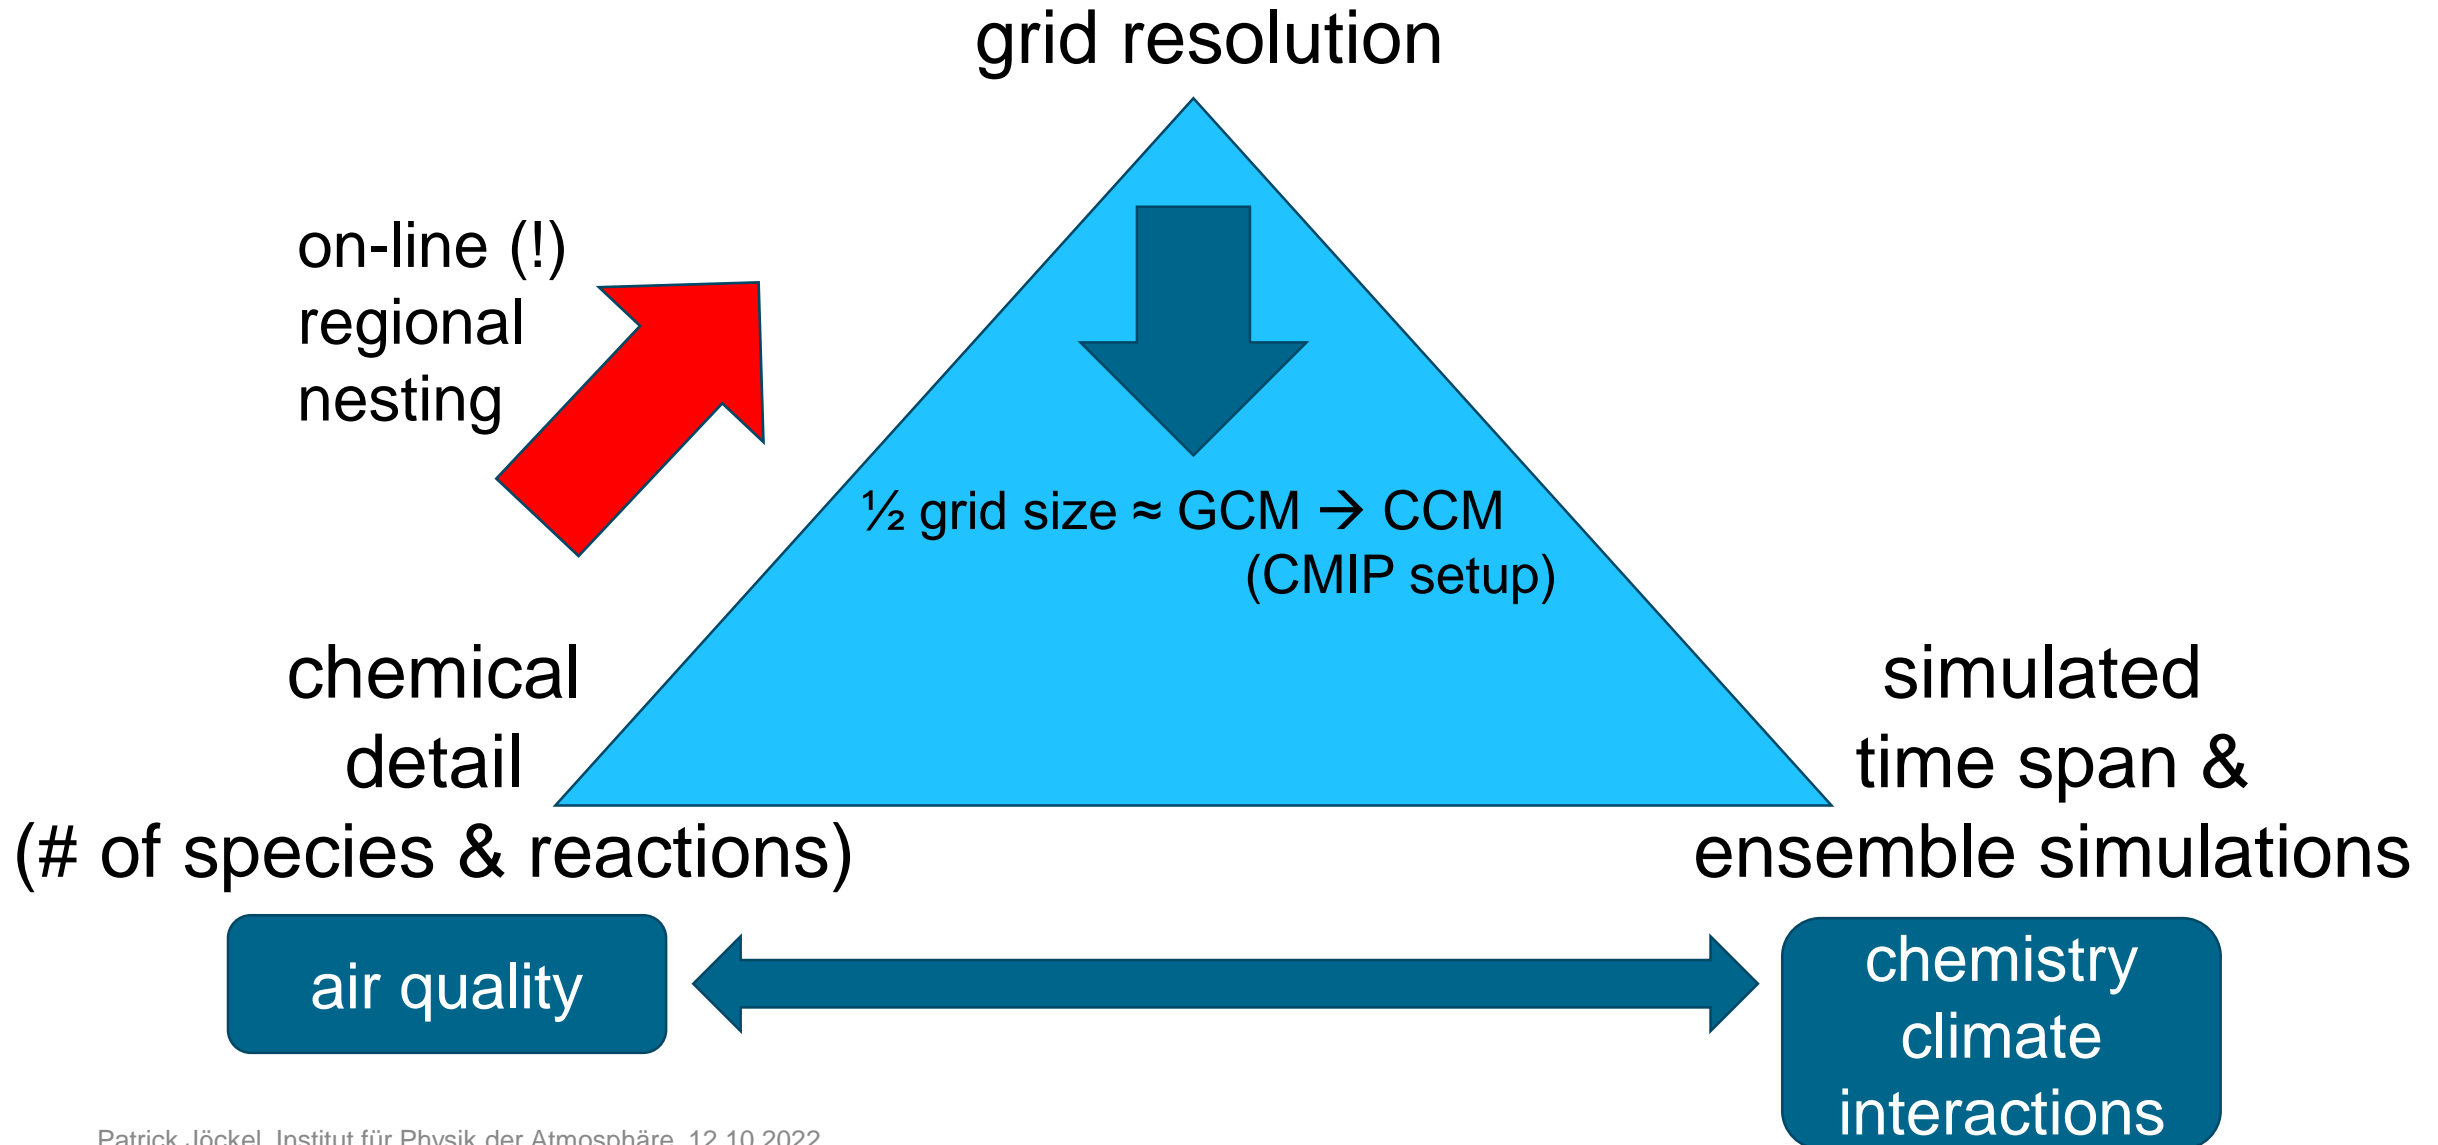 grid resolution
on-line (!)
regional
nesting
½ grid size ≈ GCM → CCM
(CMIP setup)
chemical
detail
(# of species & reactions)
simulated
time span &
ensemble simulations
air quality
chemistry
climate
interactions
Patrick Jöckel, Institut für Physik der Atmosphäre, 12.10.2022